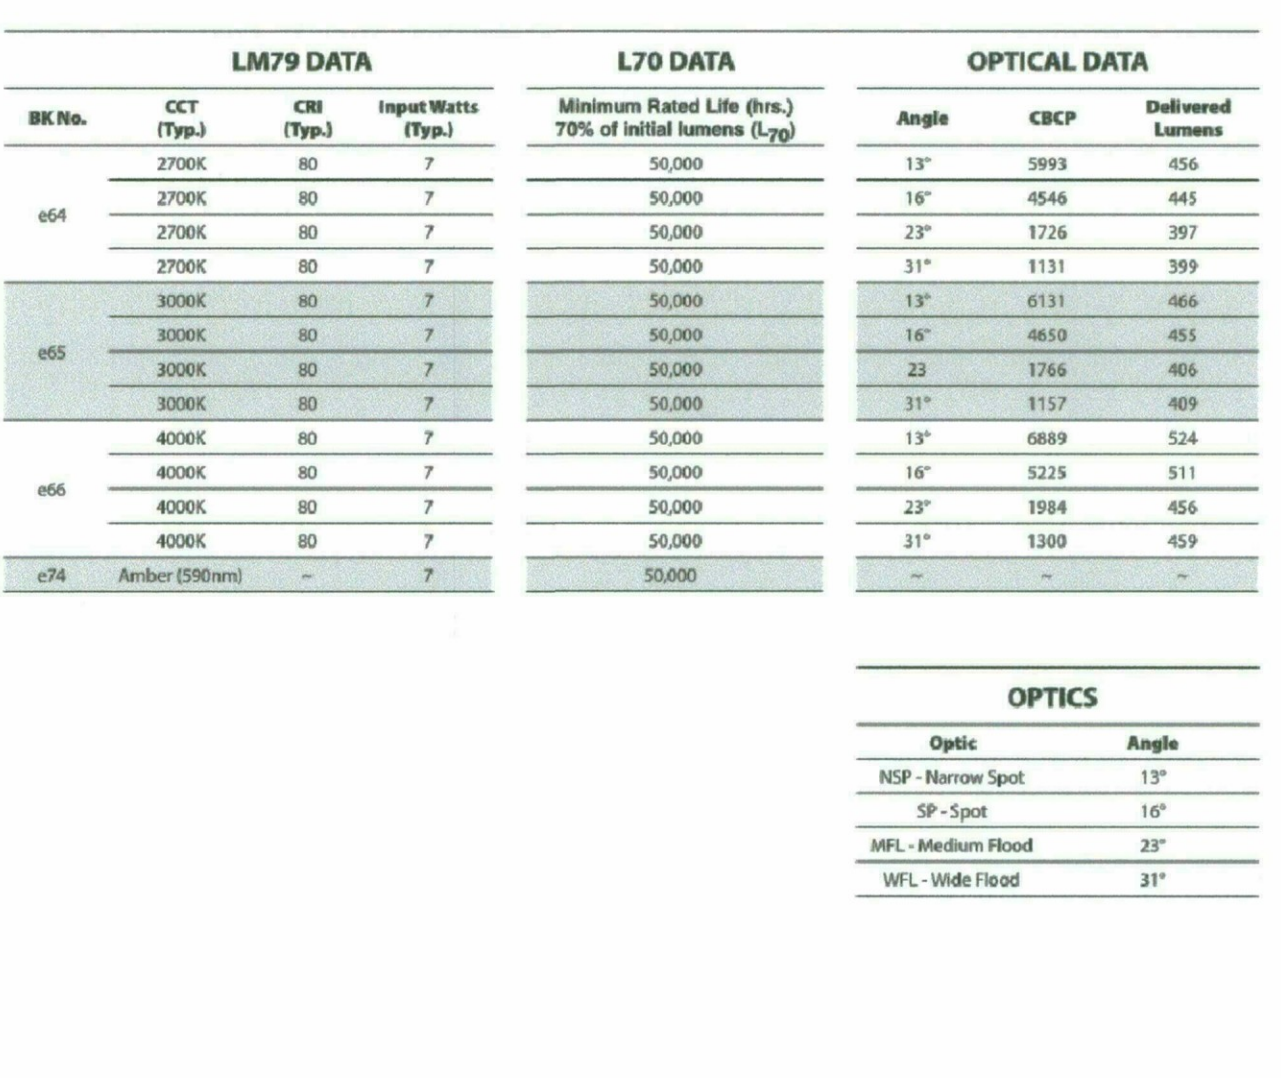 LM79 DATA L70 DATA OPTICAL DATA
BK No. CCT (Typ.) CRI (Typ.) Input Watts (Typ.) Minimum Rated Life (hrs.) 70% of initial lumens (L70) Angle CBCP Delivered Lumens
e64 2700K 80 7 50,000 13° 5993 456
2700K 80 7 50,000 16° 4546 445
2700K 80 7 50,000 23° 1726 397
2700K 80 7 50,000 31° 1131 399
e65 3000K 80 7 50,000 13° 6131 466
3000K 80 7 50,000 16° 4650 455
3000K 80 7 50,000 23 1766 406
3000K 80 7 50,000 31° 1157 409
e66 4000K 80 7 50,000 13° 6889 524
4000K 80 7 50,000 16° 5225 511
4000K 80 7 50,000 23° 1984 456
4000K 80 7 50,000 31° 1300 459
e74 Amber (590nm) ~ 7 50,000 ~ ~ ~
OPTICS
Optic Angle
NSP - Narrow Spot 13°
SP - Spot 16°
MFL - Medium Flood 23°
WFL - Wide Flood 31°